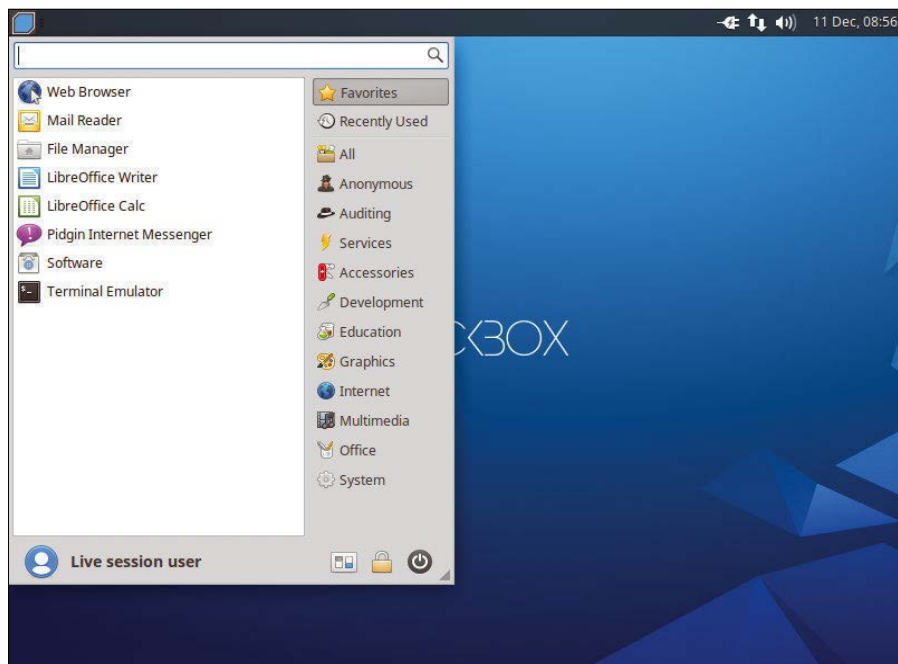 11 Dec, 08:56
Web Browser
Mail Reader
File Manager
LibreOffice Writer
LibreOffice Calc
Pidgin Internet Messenger
Software
Terminal Emulator
Favorites
Recently Used
All
Anonymous
Auditing
Services
Accessories
Development
Education
Graphics
Internet
Multimedia
Office
System
CKBOX
Live session user